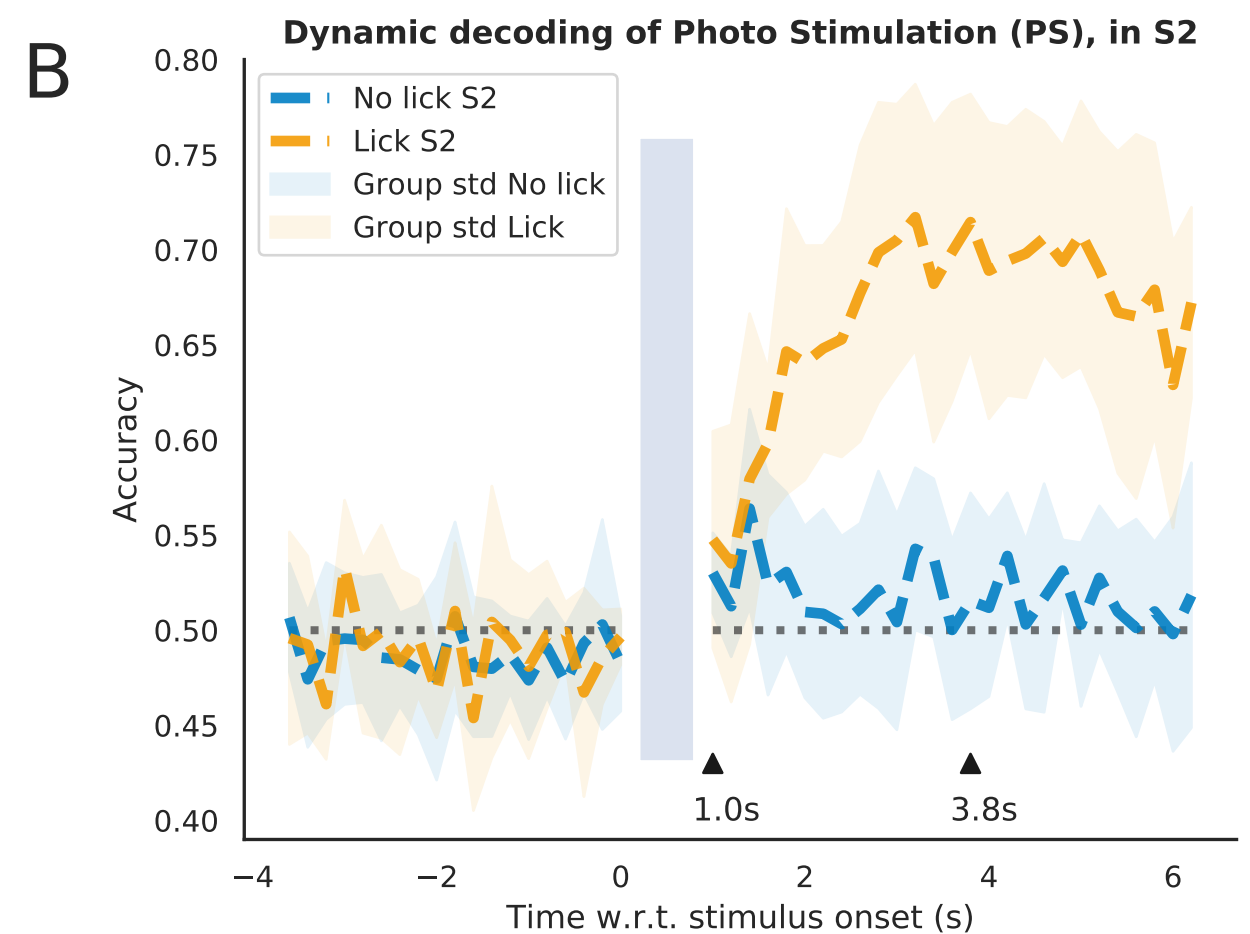 B
Dynamic decoding of Photo Stimulation (PS), in S2
0.80
0.75
0.70
0.65
0.60
0.55
0.50
0.45
0.40
Accuracy
No lick S2
Lick S2
Group std No lick
Group std Lick
1.0s
3.8s
−4
−2
0
2
4
6
Time w.r.t. stimulus onset (s)